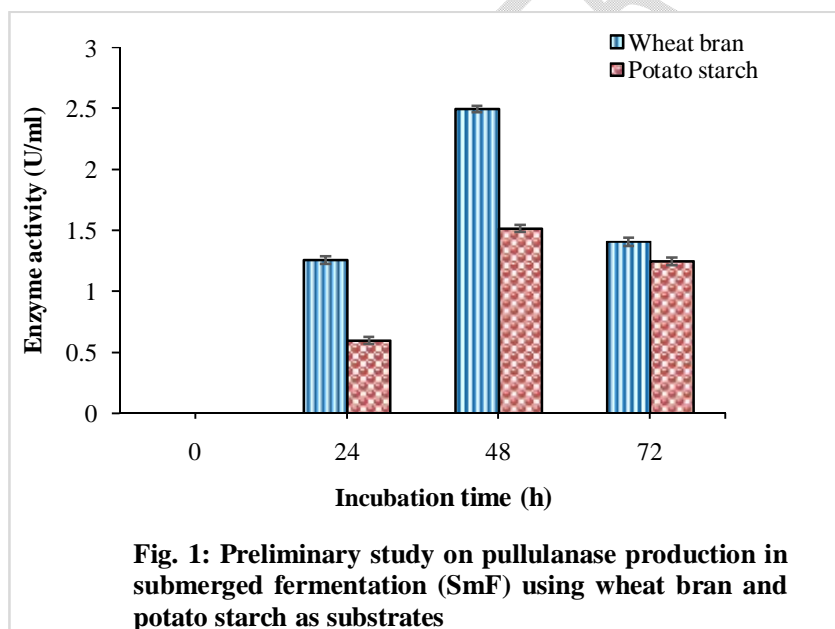 Wheat bran
Potato starch
3
2.5
2
1.5
1
0.5
0
Enzyme activity (U/ml)
0 24 48 72
Incubation time (h)
Fig. 1: Preliminary study on pullulanase production in
submerged fermentation (SmF) using wheat bran and
potato starch as substrates